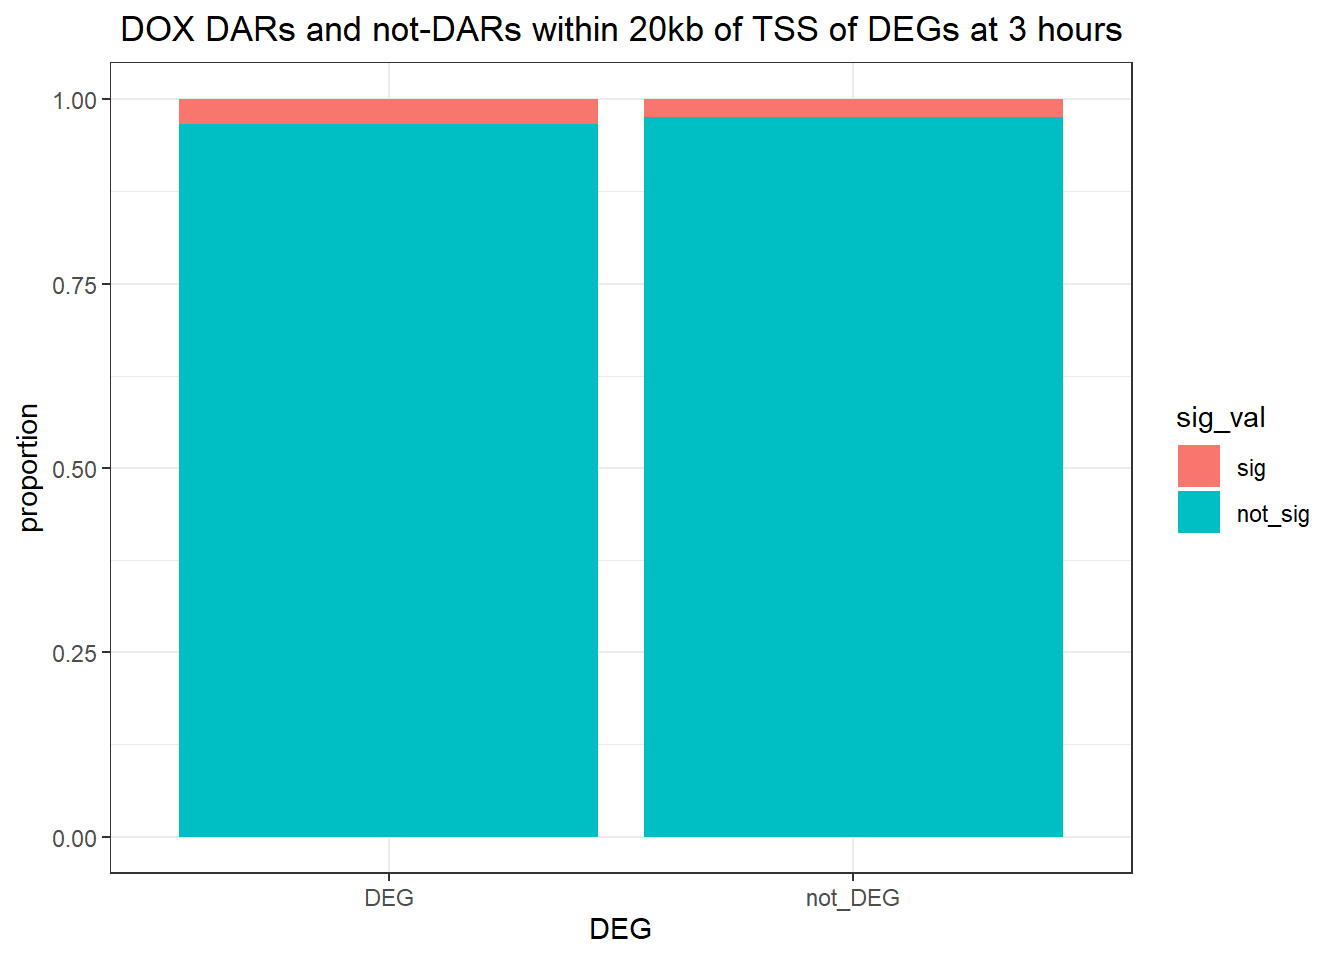 DOX DARs and not-DARs within 20kb of TSS of DEGs at 3 hours
1.00
0.75
0.50
0.25
0.00
proportion
DEG
not_DEG
DEG
sig_val
sig
not_sig